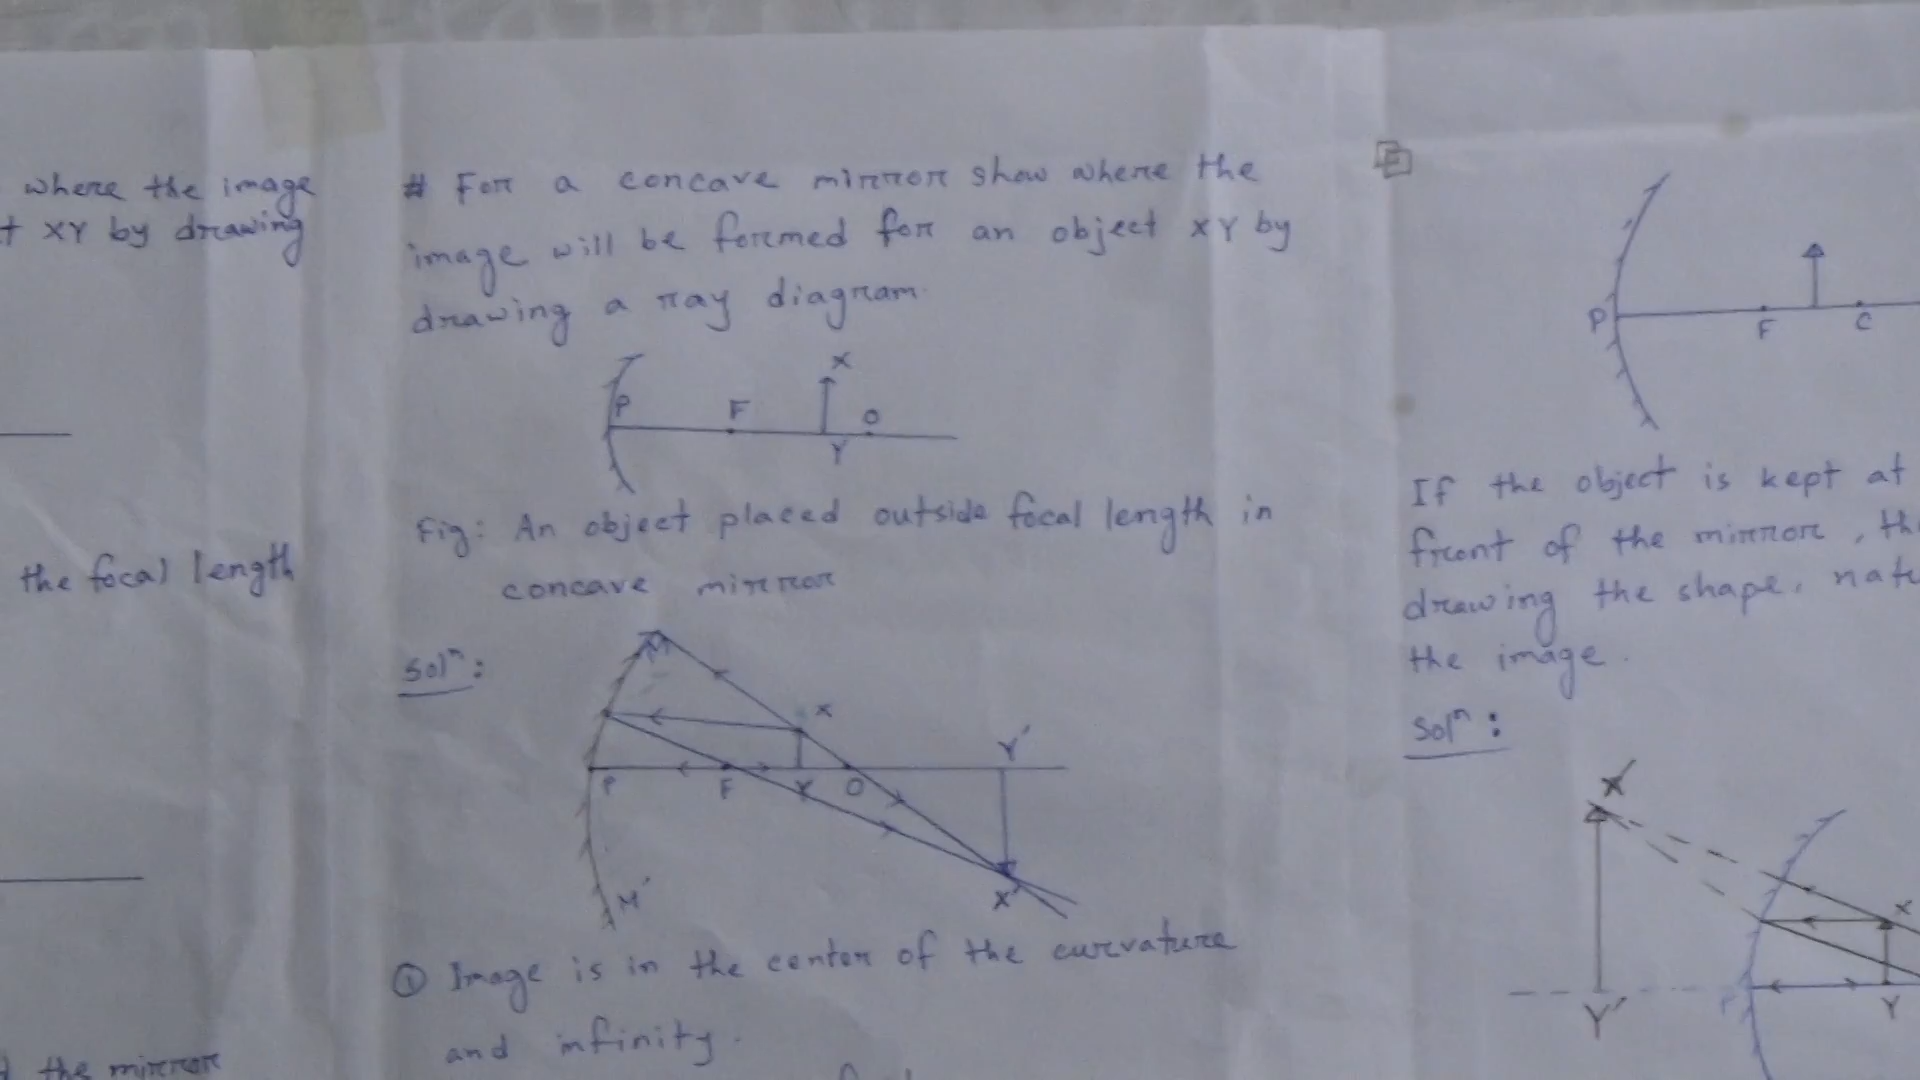 where the image
t XY by drawing
the focal length
the mirror
# For a concave mirror show where the
image will be formed for an object XY by
drawing a ray diagram.
X
P F O
Y
Fig: An object placed outside focal length in
concave mirror
Solⁿ:
M
X
Y'
P F Y O
M'
X'
① Image is in the center of the curvature
and infinity.
P F C
If the object is kept at
front of the mirror, th
drawing the shape, natu
the image.
Solⁿ:
X'
X
P
Y' Y